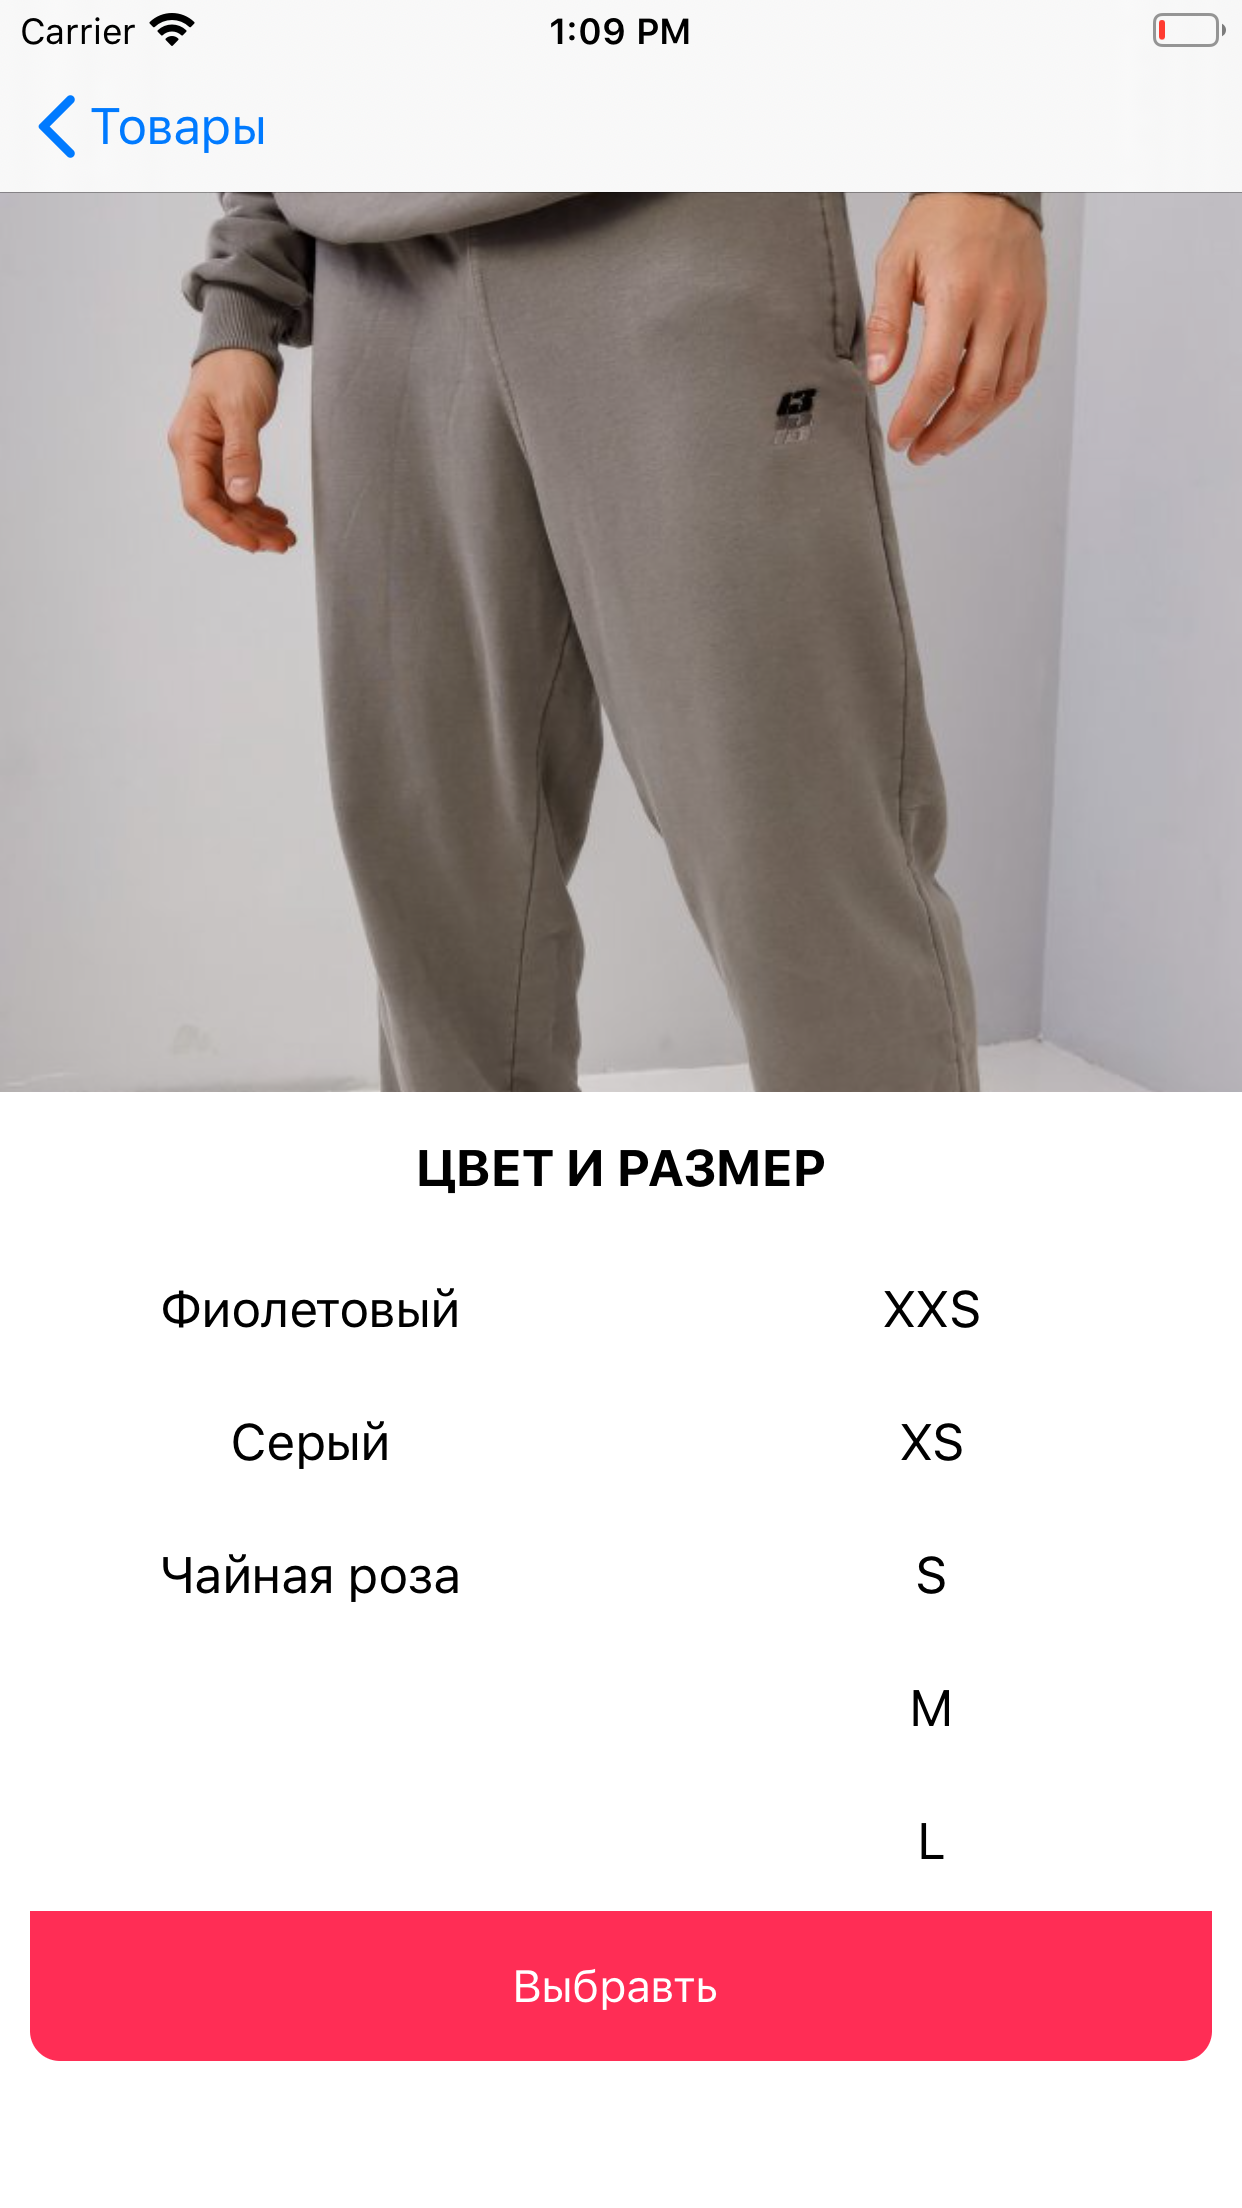 Carrier 1:09 PM
Товары
ЦВЕТ И РАЗМЕР
Фиолетовый XXS
Серый XS
Чайная роза S
M
L
Выбравть